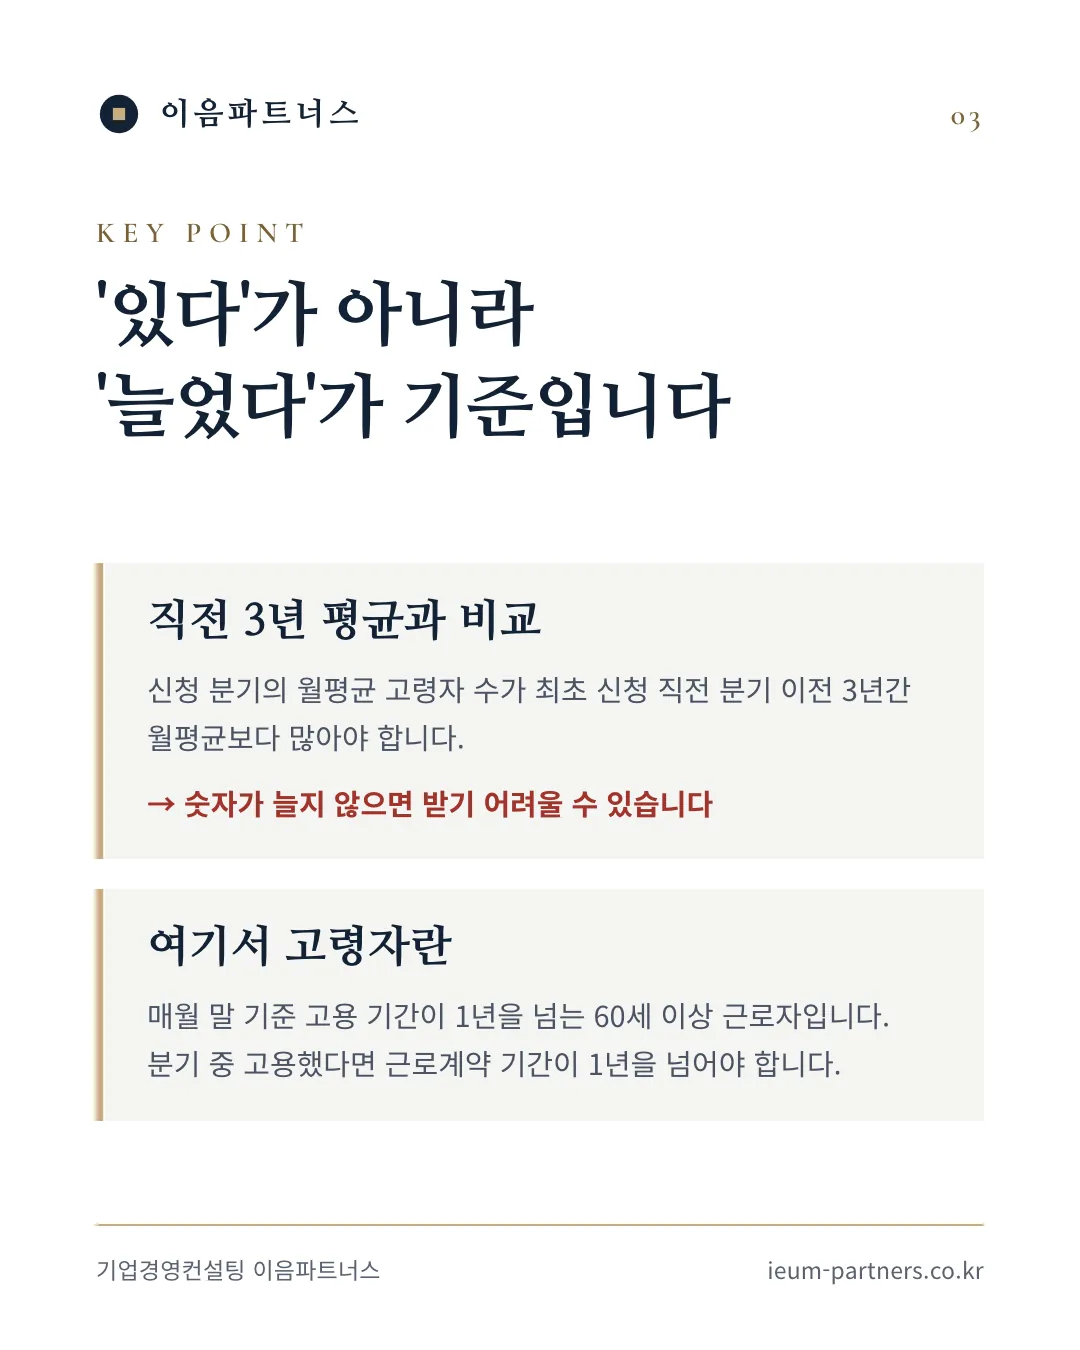 이음파트너스
03
KEY POINT
'있다'가 아니라
'늘었다'가 기준입니다
직전 3년 평균과 비교
신청 분기의 월평균 고령자 수가 최초 신청 직전 분기 이전 3년간
월평균보다 많아야 합니다.
→ 숫자가 늘지 않으면 받기 어려울 수 있습니다
여기서 고령자란
매월 말 기준 고용 기간이 1년을 넘는 60세 이상 근로자입니다.
분기 중 고용했다면 근로계약 기간이 1년을 넘어야 합니다.
기업경영컨설팅 이음파트너스
ieum-partners.co.kr